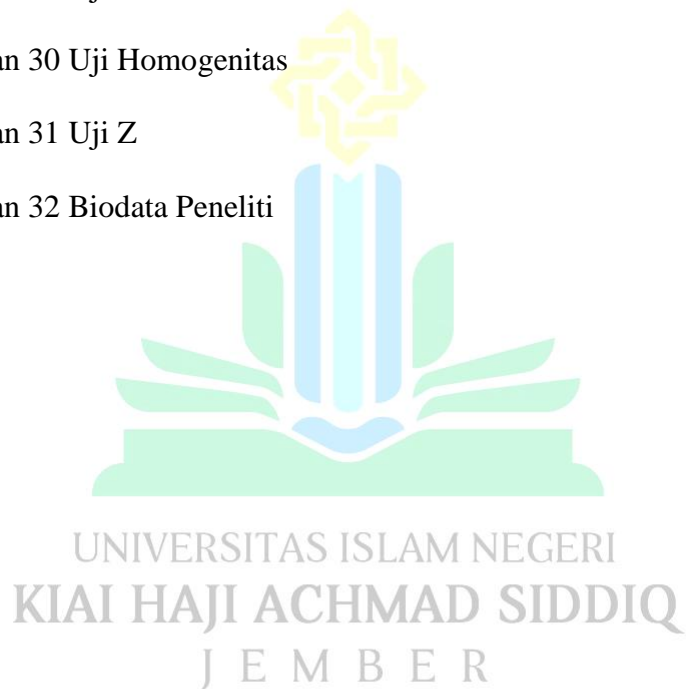 an 30 Uji Homogenitas
an 31 Uji Z
an 32 Biodata Peneliti
UNIVERSITAS ISLAM NEGERI
KIAI HAJI ACHMAD SIDDIQ
J E M B E R